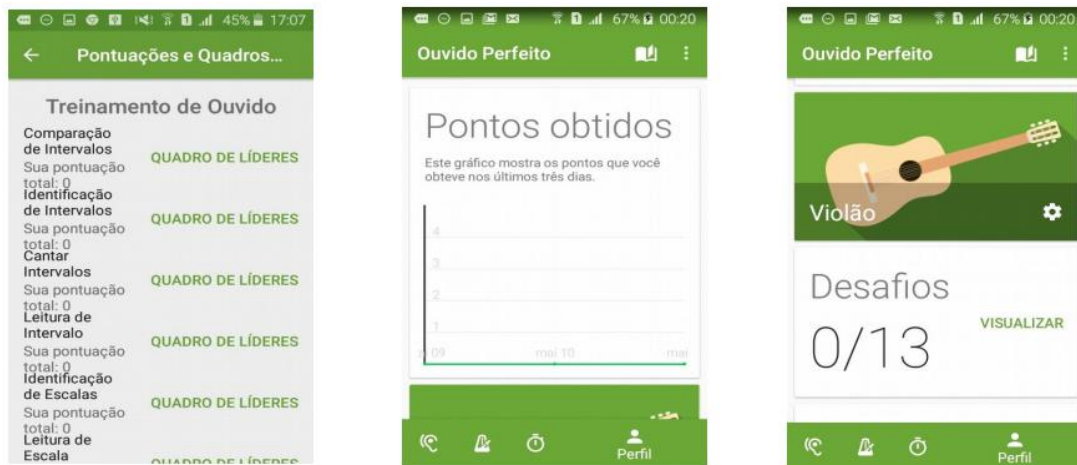 45% 17:07
Pontuações e Quadros...
Treinamento de Ouvido
Comparação
de Intervalos
Sua pontuação
total: 0
QUADRO DE LÍDERES
Identificação
de Intervalos
Sua pontuação
total: 0
QUADRO DE LÍDERES
Cantar
Intervalos
Sua pontuação
total: 0
QUADRO DE LÍDERES
Leitura de
Intervalo
Sua pontuação
total: 0
QUADRO DE LÍDERES
Identificação
de Escalas
Sua pontuação
total: 0
QUADRO DE LÍDERES
Leitura de
Escala
QUADRO DE LÍDERES
67% 00:20
Ouvido Perfeito
Pontos obtidos
Este gráfico mostra os pontos que você
obteve nos últimos três dias.
4
3
2
1
09 mai 10 mai
Perfil
67% 00:20
Ouvido Perfeito
Violão
Desafios
0/13
VISUALIZAR
Perfil